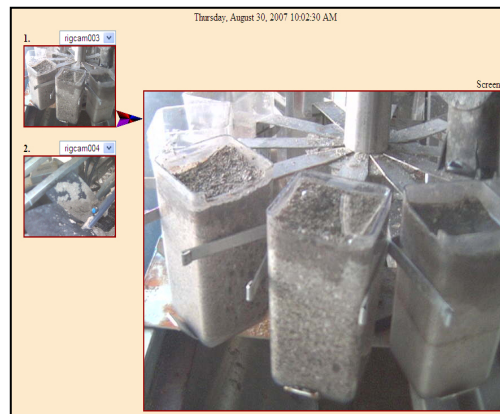 Thursday, August 30, 2007 10:02:30 AM
1. rigcam003
Screen
2. rigcam004